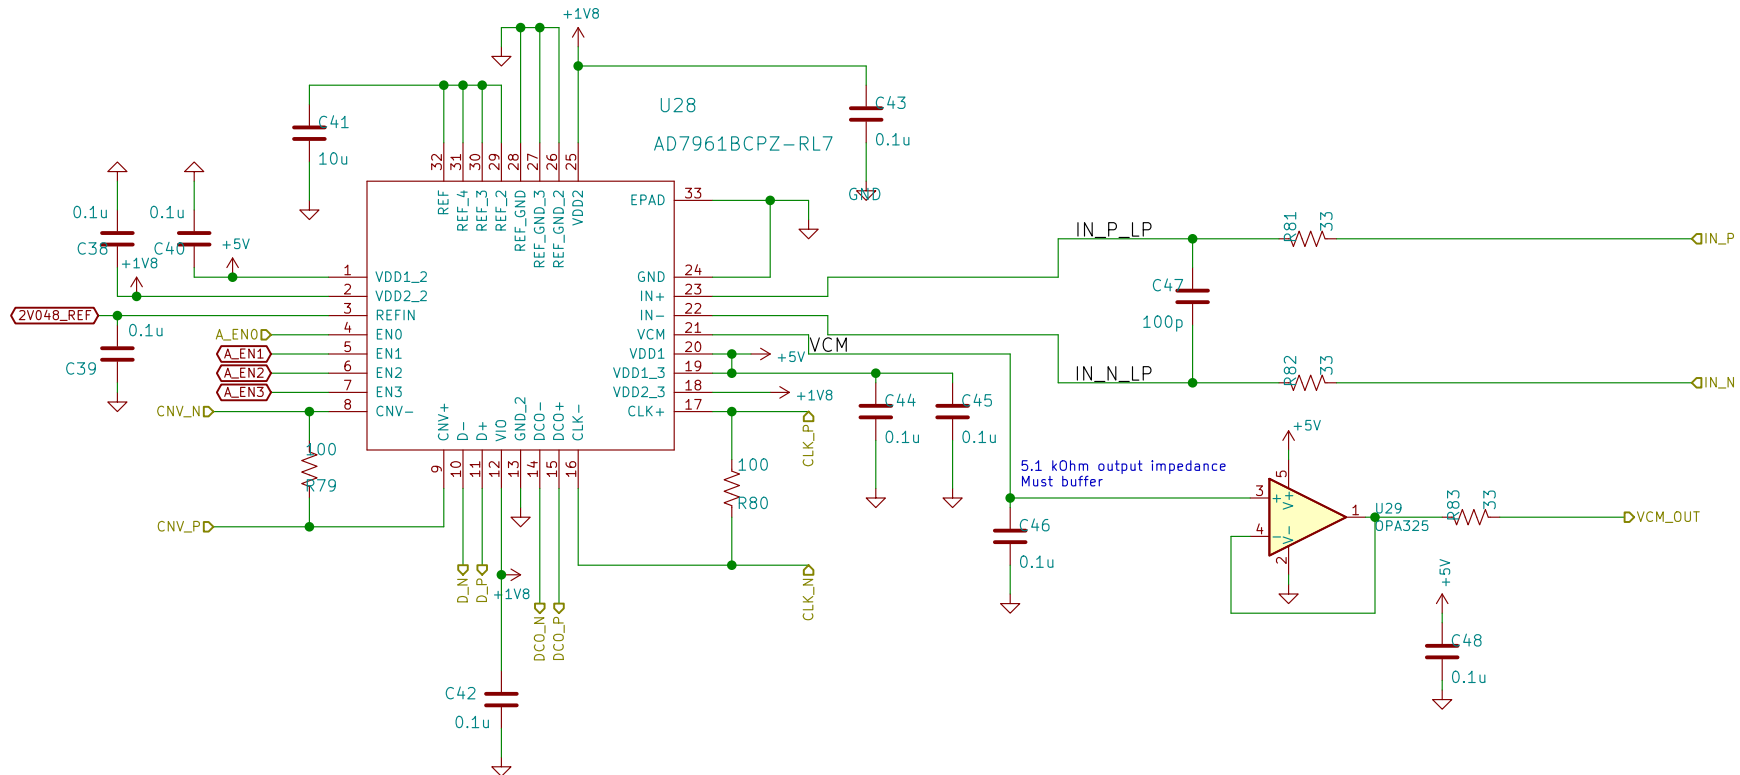 +1V8
C41
10u
U28
AD7961BCPZ-RL7
C43
0.1u
GND
32
31
30
29
28
27
26
25
REF
REF_4
REF_3
REF_2
REF_GND
REF_GND_3
REF_GND_2
VDD2
0.1u
C38
+1V8
0.1u
C40
+5V
2V048_REF
0.1u
C39
A_EN0
A_EN1
A_EN2
A_EN3
CNV_N
100
R79
CNV_P
1 VDD1_2
2 VDD2_2
3 REFIN
4 EN0
5 EN1
6 EN2
7 EN3
8 CNV-
EPAD 33
GND 24
IN+ 23
IN- 22
VCM 21
VDD1 20
VDD1_3 19
VDD2_3 18
CLK+ 17
CNV+
D-
D+
VIO
GND_2
DCO-
DCO+
CLK-
9
10
11
12
13
14
15
16
D_N
D_P
+1V8
DCO_N
DCO_P
C42
0.1u
VCM
+5V
+1V8
CLK_P
100
R80
CLK_N
C44
0.1u
C45
0.1u
IN_P_LP
R81
33
IN_P
C47
100p
IN_N_LP
R82
33
IN_N
5.1 kOhm output impedance
Must buffer
C46
0.1u
+5V
3
4
5
2
1
+
-
V+
V-
U29
OPA325
R83
33
VCM_OUT
+5V
C48
0.1u